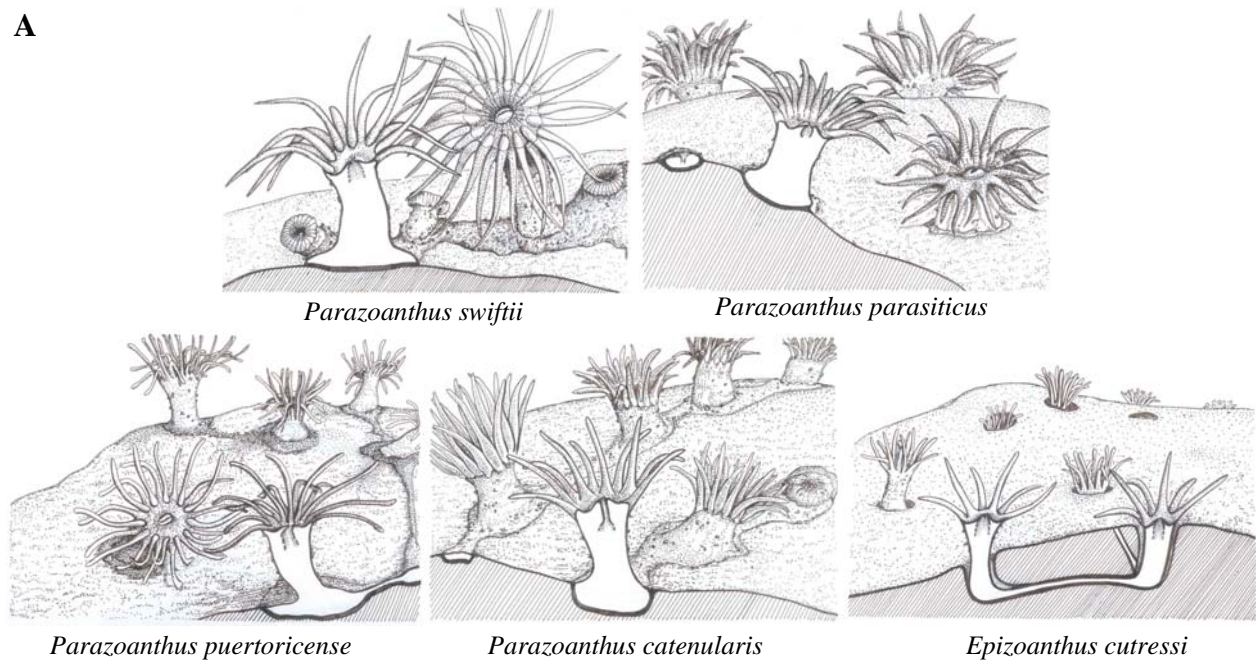 A
Parazoanthus swiftii
Parazoanthus parasiticus
Parazoanthus puertoricense
Parazoanthus catenularis
Epizoanthus cutressi